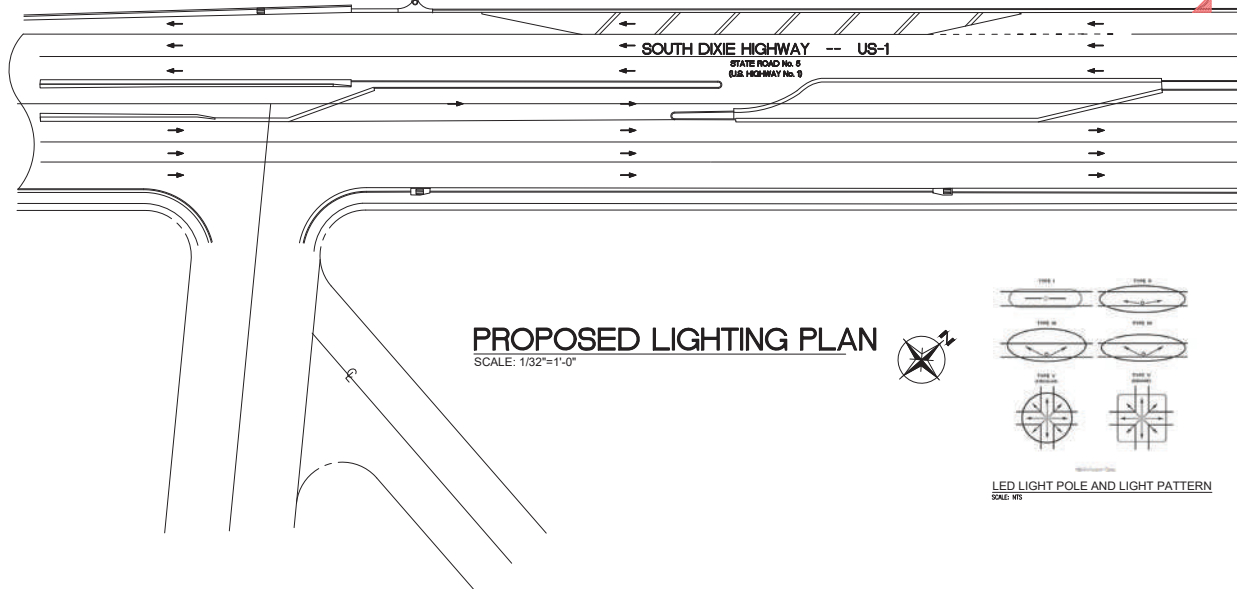 SOUTH DIXIE HIGHWAY -- US-1
STATE ROAD No. 5
(U.S. HIGHWAY No. 1)
PROPOSED LIGHTING PLAN
SCALE: 1/32"=1'-0"
N
TYPE I
TYPE II
TYPE III
TYPE IV
TYPE V
TYPE V
LED LIGHT POLE AND LIGHT PATTERN
SCALE: NTS